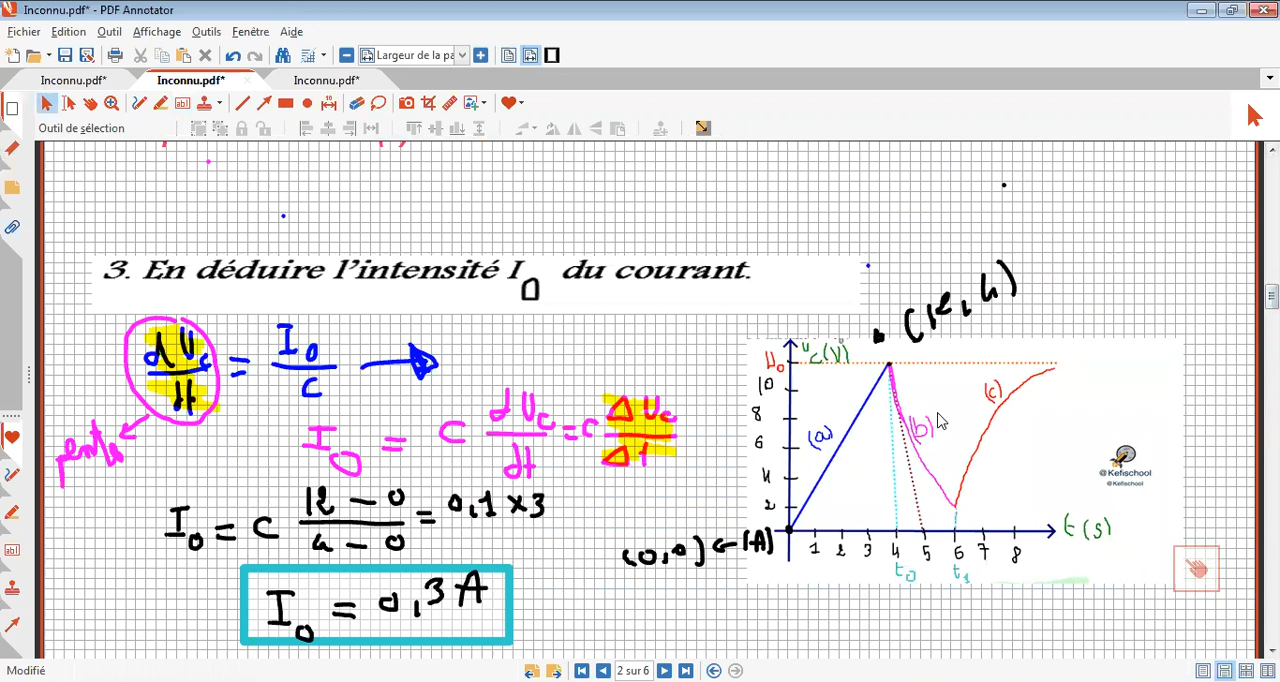 Inconnu.pdf* - PDF Annotator
Fichier Edition Outil Affichage Outils Fenêtre Aide
Largeur de la pa
Inconnu.pdf* Inconnu.pdf* Inconnu.pdf*
Outil de sélection
3. En déduire l'intensité I0 du courant.
dUc/dt = I0/C
pente
I0 = C dUc/dt = C ΔUc/Δt
I0 = C (12 - 0)/(4 - 0) = 0,1 x 3
I0 = 0,3 A
(12, 4)
U0 uc(V)
10
8
6
4
2
(a) (b) (c)
(0,0) ← (A)
1 2 3 4 5 6 7 8
t(s)
t0 t1
@Kefischool
@Kefischool
Modifié
2 sur 6